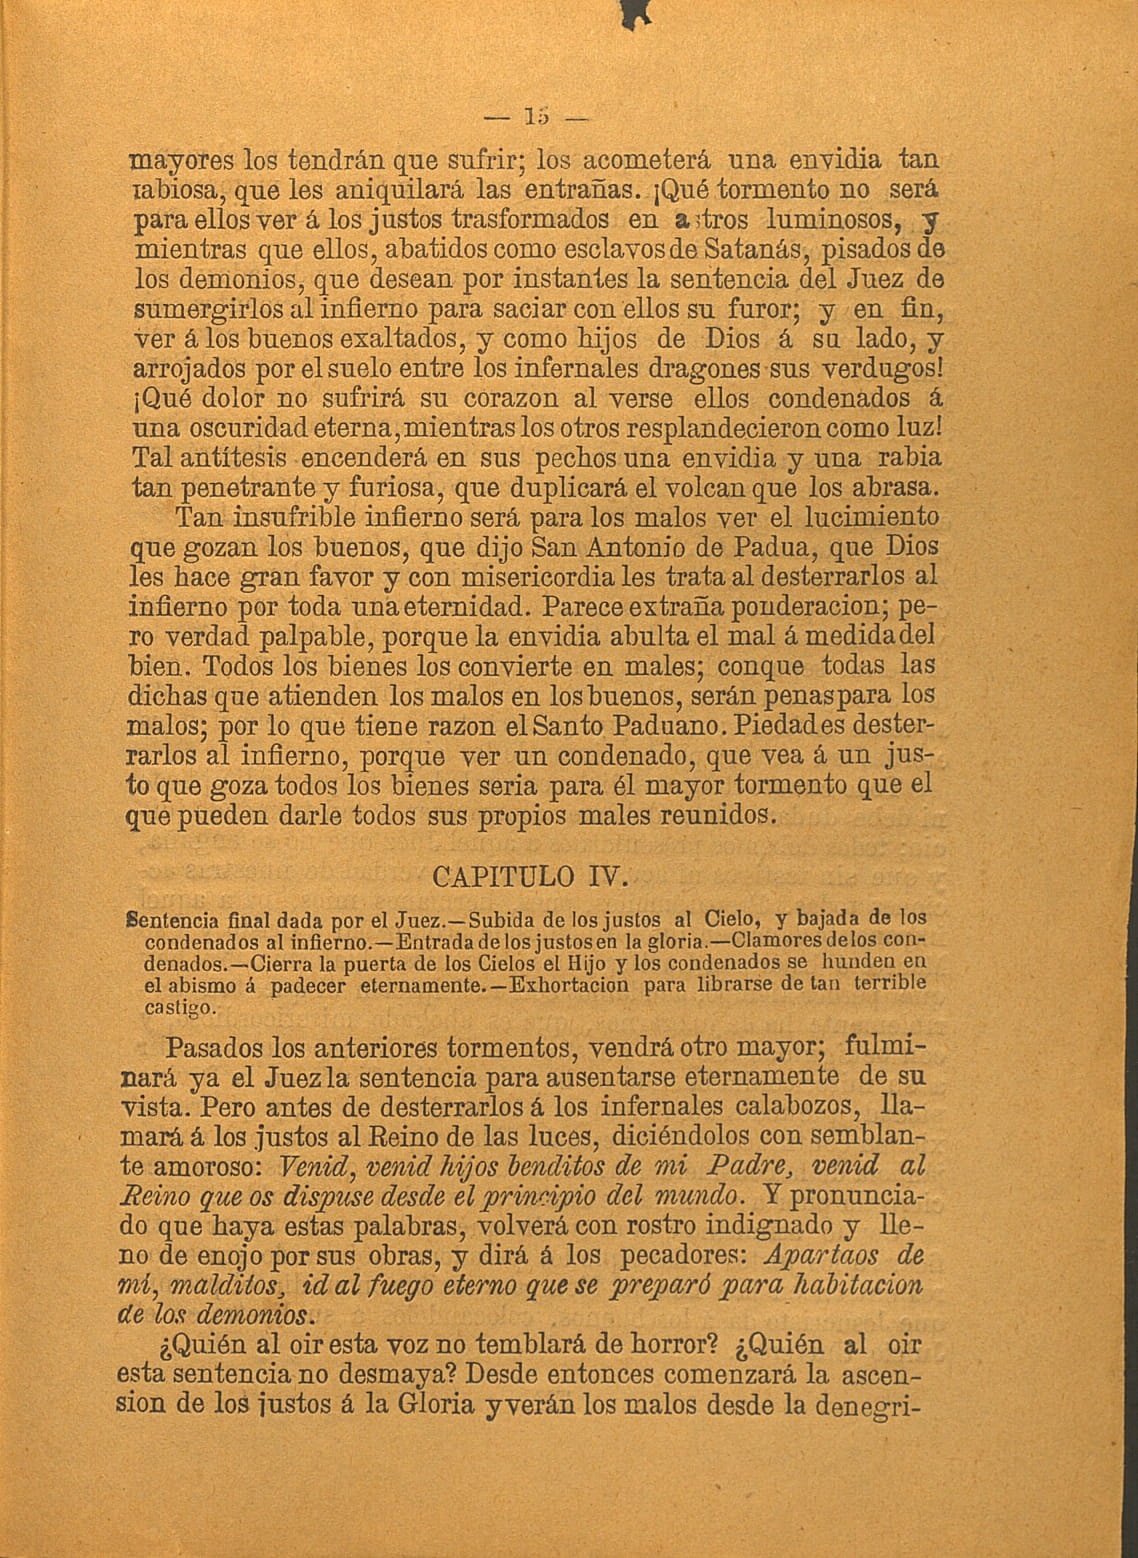 — 15 —
mayores los tendrán que sufrir; los acometerá una envidia tan
rabiosa, que les aniquilará las entrañas. ¡Qué tormento no será
para ellos ver á los justos trasformados en astros luminosos, y
mientras que ellos, abatidos como esclavos de Satanás, pisados de
los demonios, que desean por instantes la sentencia del Juez de
sumergirlos al infierno para saciar con ellos su furor; y en fin,
ver á los buenos exaltados, y como hijos de Dios á su lado, y
arrojados por el suelo entre los infernales dragones sus verdugos!
¡Qué dolor no sufrirá su corazon al verse ellos condenados á
una oscuridad eterna, mientras los otros resplandecieron como luz!
Tal antítesis encenderá en sus pechos una envidia y una rabia
tan penetrante y furiosa, que duplicará el volcan que los abrasa.
Tan insufrible infierno será para los malos ver el lucimiento
que gozan los buenos, que dijo San Antonio de Padua, que Dios
les hace gran favor y con misericordia les trata al desterrarlos al
infierno por toda una eternidad. Parece extraña ponderacion; pe-
ro verdad palpable, porque la envidia abulta el mal á medida del
bien. Todos los bienes los convierte en males; conque todas las
dichas que atienden los malos en los buenos, serán penas para los
malos; por lo que tiene razon el Santo Paduano. Piedad es dester-
rarlos al infierno, porque ver un condenado, que vea á un jus-
to que goza todos los bienes seria para él mayor tormento que el
que pueden darle todos sus propios males reunidos.
CAPITULO IV.
Sentencia final dada por el Juez.—Subida de los justos al Cielo, y bajada de los
condenados al infierno.—Entrada de los justos en la gloria.—Clamores de los con-
denados.—Cierra la puerta de los Cielos el Hijo y los condenados se hunden en
el abismo á padecer eternamente.—Exhortacion para librarse de tan terrible
castigo.
Pasados los anteriores tormentos, vendrá otro mayor; fulmi-
nará ya el Juez la sentencia para ausentarse eternamente de su
vista. Pero antes de desterrarlos á los infernales calabozos, lla-
mará á los justos al Reino de las luces, diciéndolos con semblan-
te amoroso: Venid, venid hijos benditos de mi Padre, venid al
Reino que os dispuse desde el principio del mundo. Y pronuncia-
do que haya estas palabras, volverá con rostro indignado y lle-
no de enojo por sus obras, y dirá á los pecadores: Apartaos de
mí, malditos, id al fuego eterno que se preparó para habitacion
de los demonios.
¿Quién al oir esta voz no temblará de horror? ¿Quién al oir
esta sentencia no desmaya? Desde entonces comenzará la ascen-
sion de los justos á la Gloria y verán los malos desde la denegri-